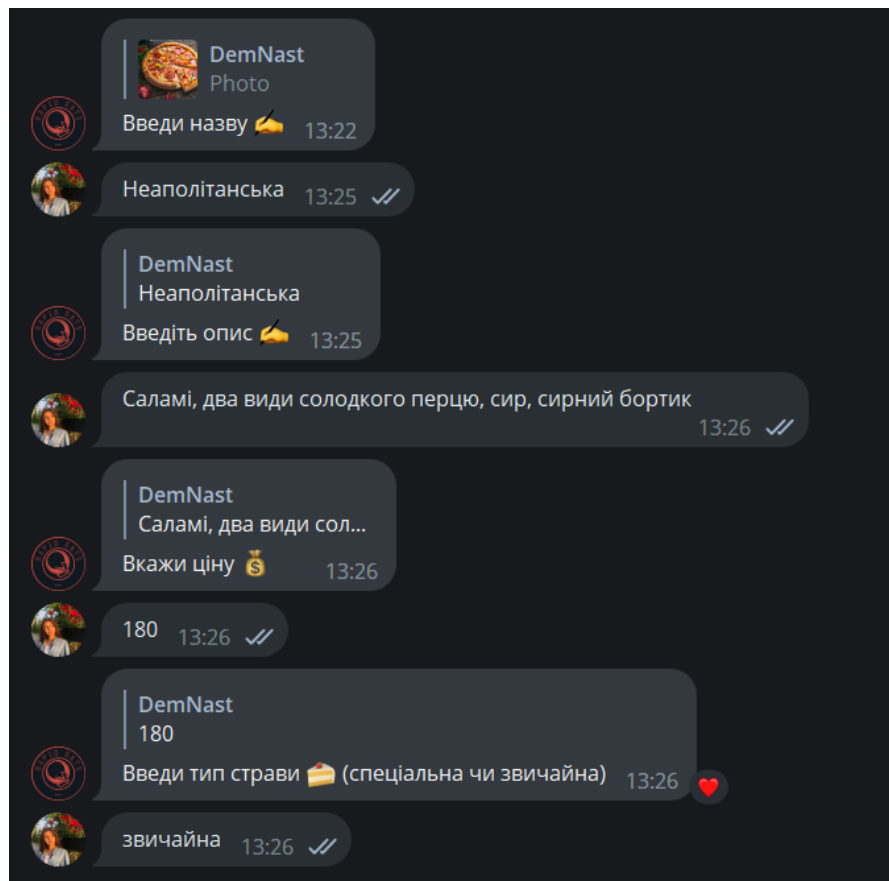 DemNast
Photo
Введи назву ✍️ 13:22
Неаполітанська 13:25
DemNast
Неаполітанська
Введіть опис ✍️ 13:25
Саламі, два види солодкого перцю, сир, сирний бортик
13:26
DemNast
Саламі, два види сол...
Вкажи ціну 💰 13:26
180 13:26
DemNast
180
Введи тип страви 🍰 (спеціальна чи звичайна) 13:26
звичайна 13:26